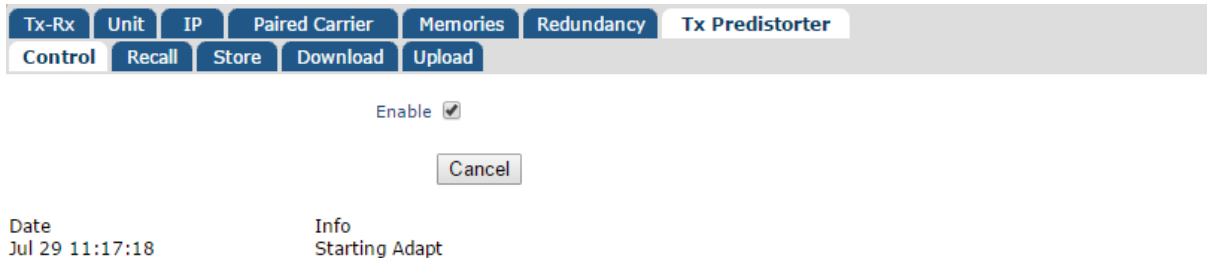 Tx-Rx Unit IP Paired Carrier Memories Redundancy Tx Predistorter
Control Recall Store Download Upload
Enable
Cancel
Date Info
Jul 29 11:17:18 Starting Adapt